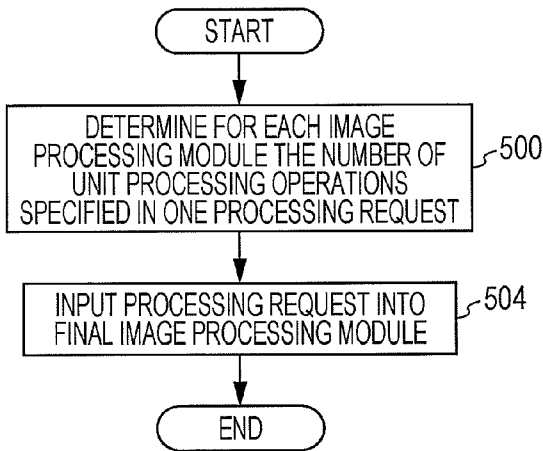 START
DETERMINE FOR EACH IMAGE
PROCESSING MODULE THE NUMBER OF
UNIT PROCESSING OPERATIONS
SPECIFIED IN ONE PROCESSING REQUEST
500
INPUT PROCESSING REQUEST INTO
FINAL IMAGE PROCESSING MODULE
504
END